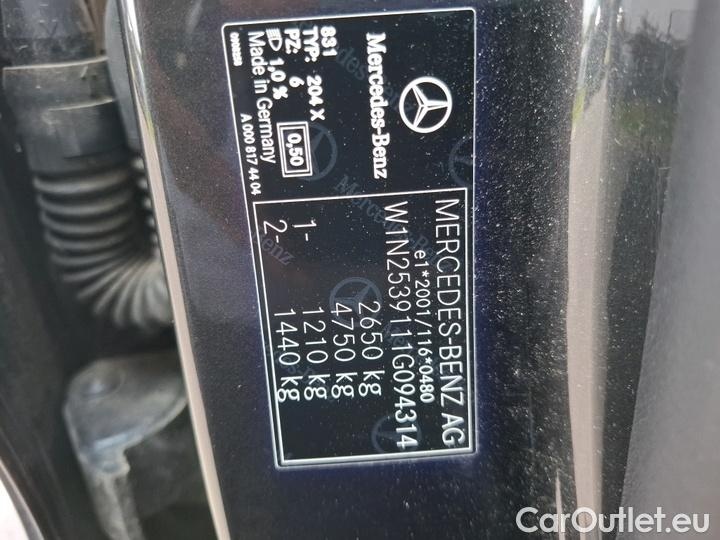 Mercedes-Benz
831
TYP: 204 X
PZ: 6
1,0 %
0,50
Made in Germany
A 000 817 44 04
MERCEDES-BENZ AG
e1*2001/116*0480
W1N2539111G094314
2650 kg
4750 kg
1- 1210 kg
2- 1440 kg
Mercedes-Benz
CarOutlet.eu